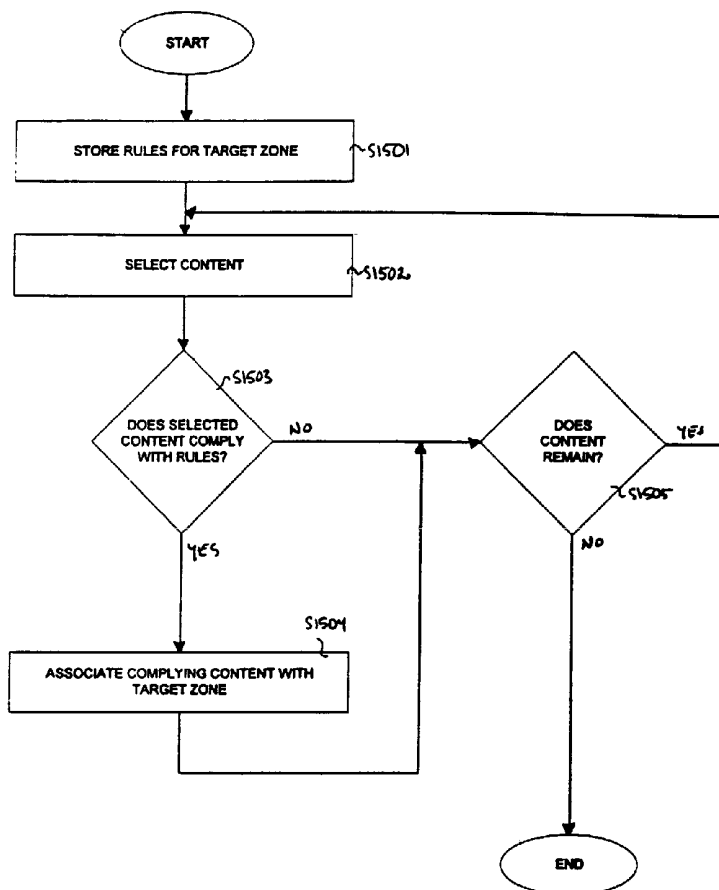 START
STORE RULES FOR TARGET ZONE
S1501
SELECT CONTENT
S1502
S1503
DOES SELECTED
CONTENT COMPLY
WITH RULES?
NO
YES
DOES
CONTENT
REMAIN?
YES
S1505
NO
S1504
ASSOCIATE COMPLYING CONTENT WITH
TARGET ZONE
END